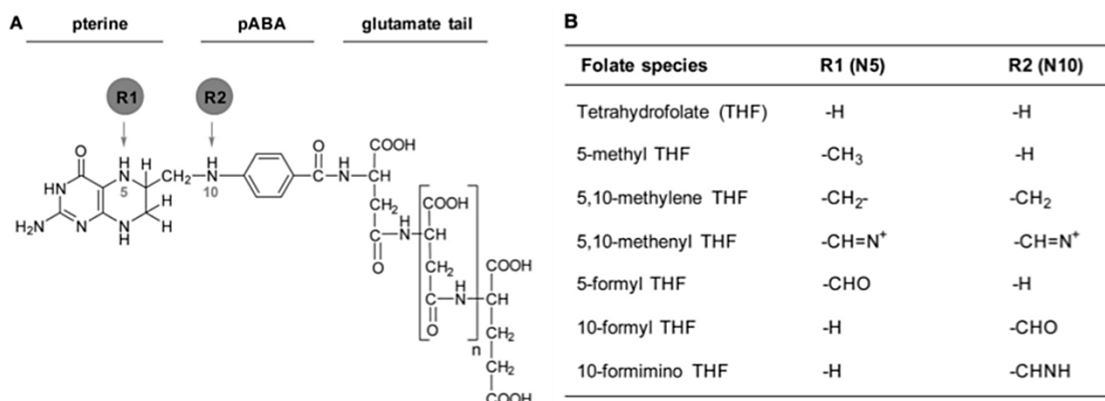 A
pterine pABA glutamate tail
R1 R2
O H H H O H COOH
N CH₂ N C N CH
HN 5 10
H CH₂ COOH
H₂N N N H C N CH
H O CH₂ COOH
C N CH
O n CH₂
CH₂
COOH
B
Folate species R1 (N5) R2 (N10)
Tetrahydrofolate (THF) -H -H
5-methyl THF -CH₃ -H
5,10-methylene THF -CH₂- -CH₂
5,10-methenyl THF -CH=N⁺ -CH=N⁺
5-formyl THF -CHO -H
10-formyl THF -H -CHO
10-formimino THF -H -CHNH